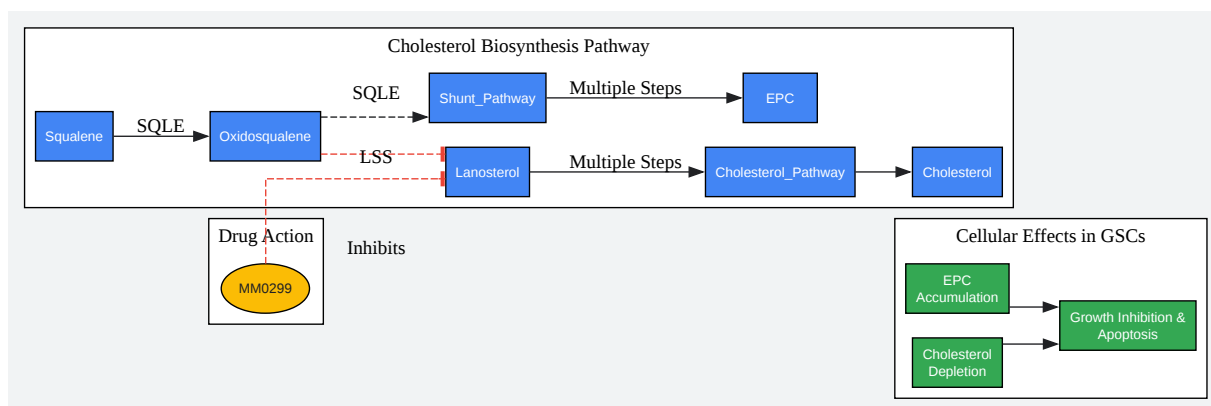 Cholesterol Biosynthesis Pathway
Squalene
SQLE
Oxidosqualene
SQLE
Shunt_Pathway
Multiple Steps
EPC
LSS
Lanosterol
Multiple Steps
Cholesterol_Pathway
Cholesterol
Drug Action
MM0299
Inhibits
Cellular Effects in GSCs
EPC
Accumulation
Cholesterol
Depletion
Growth Inhibition &
Apoptosis